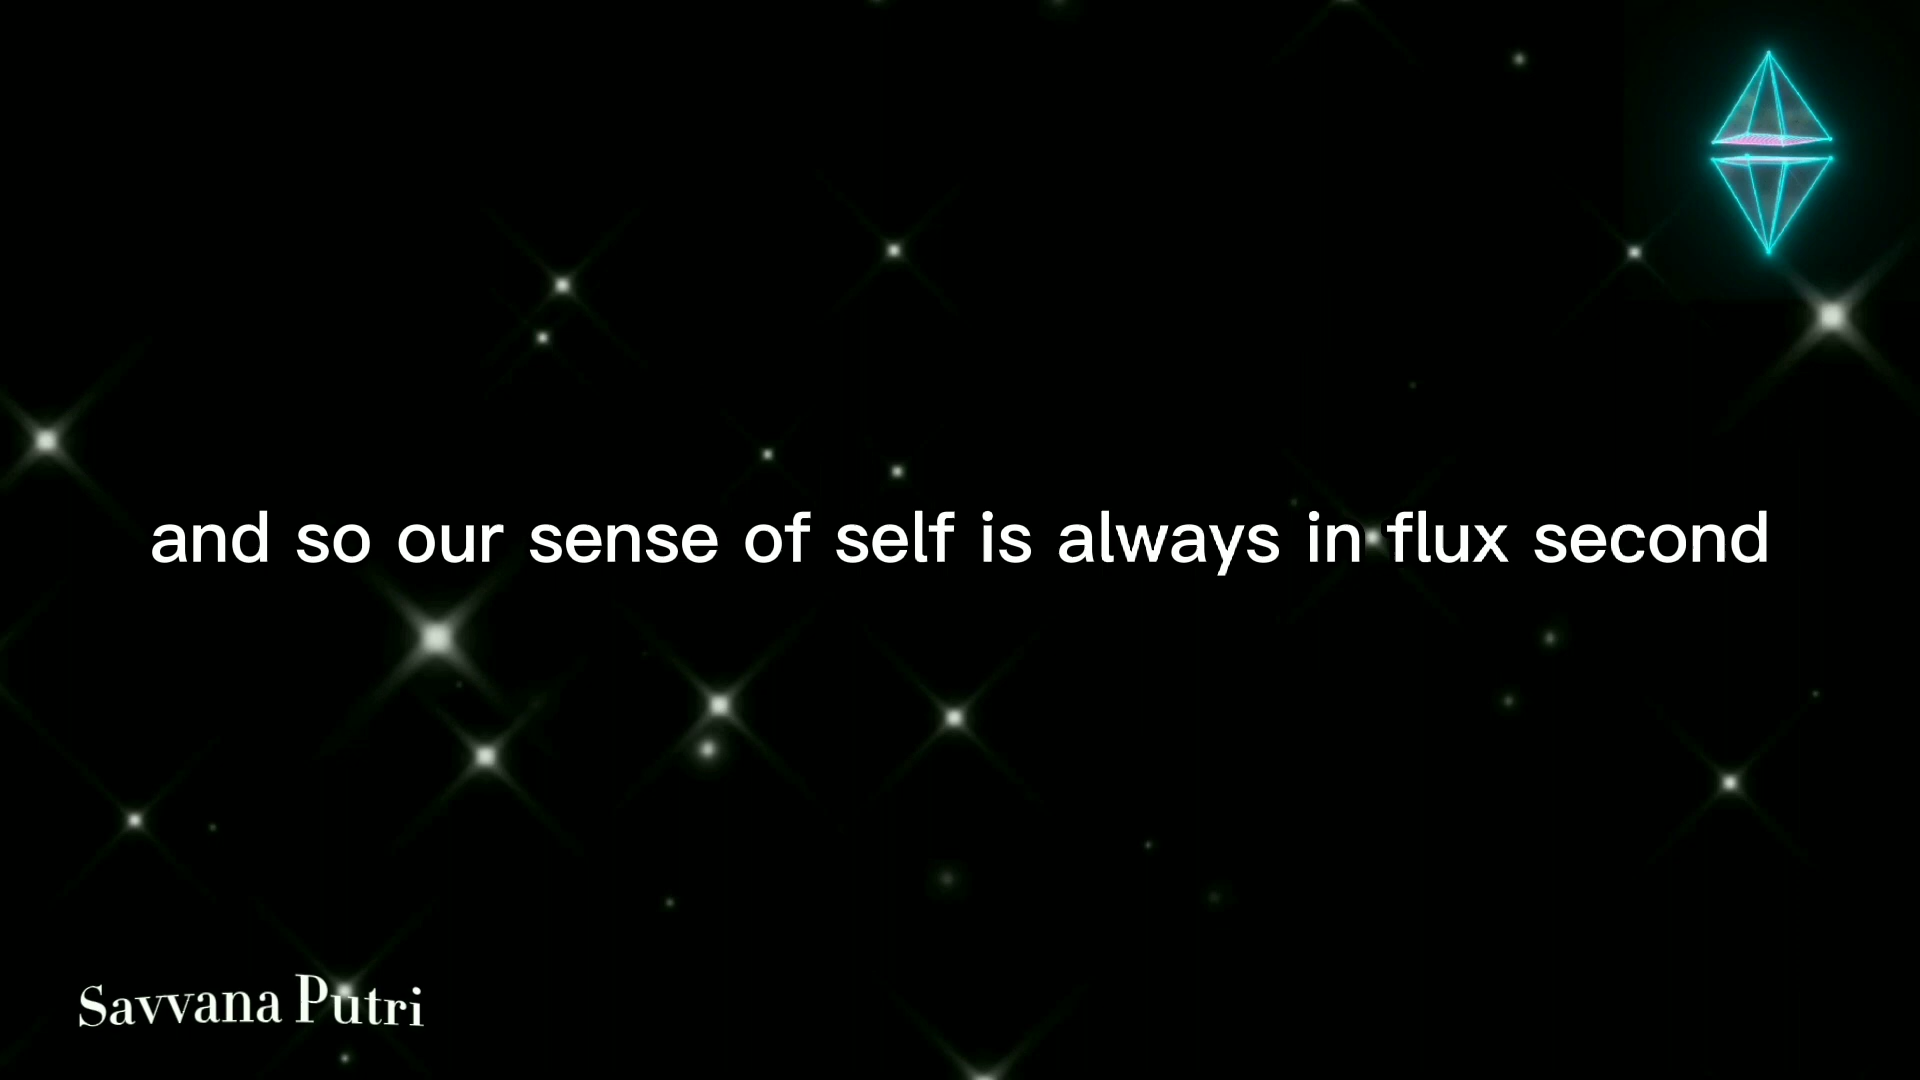 and so our sense of self is always in flux second
Savvana Putri